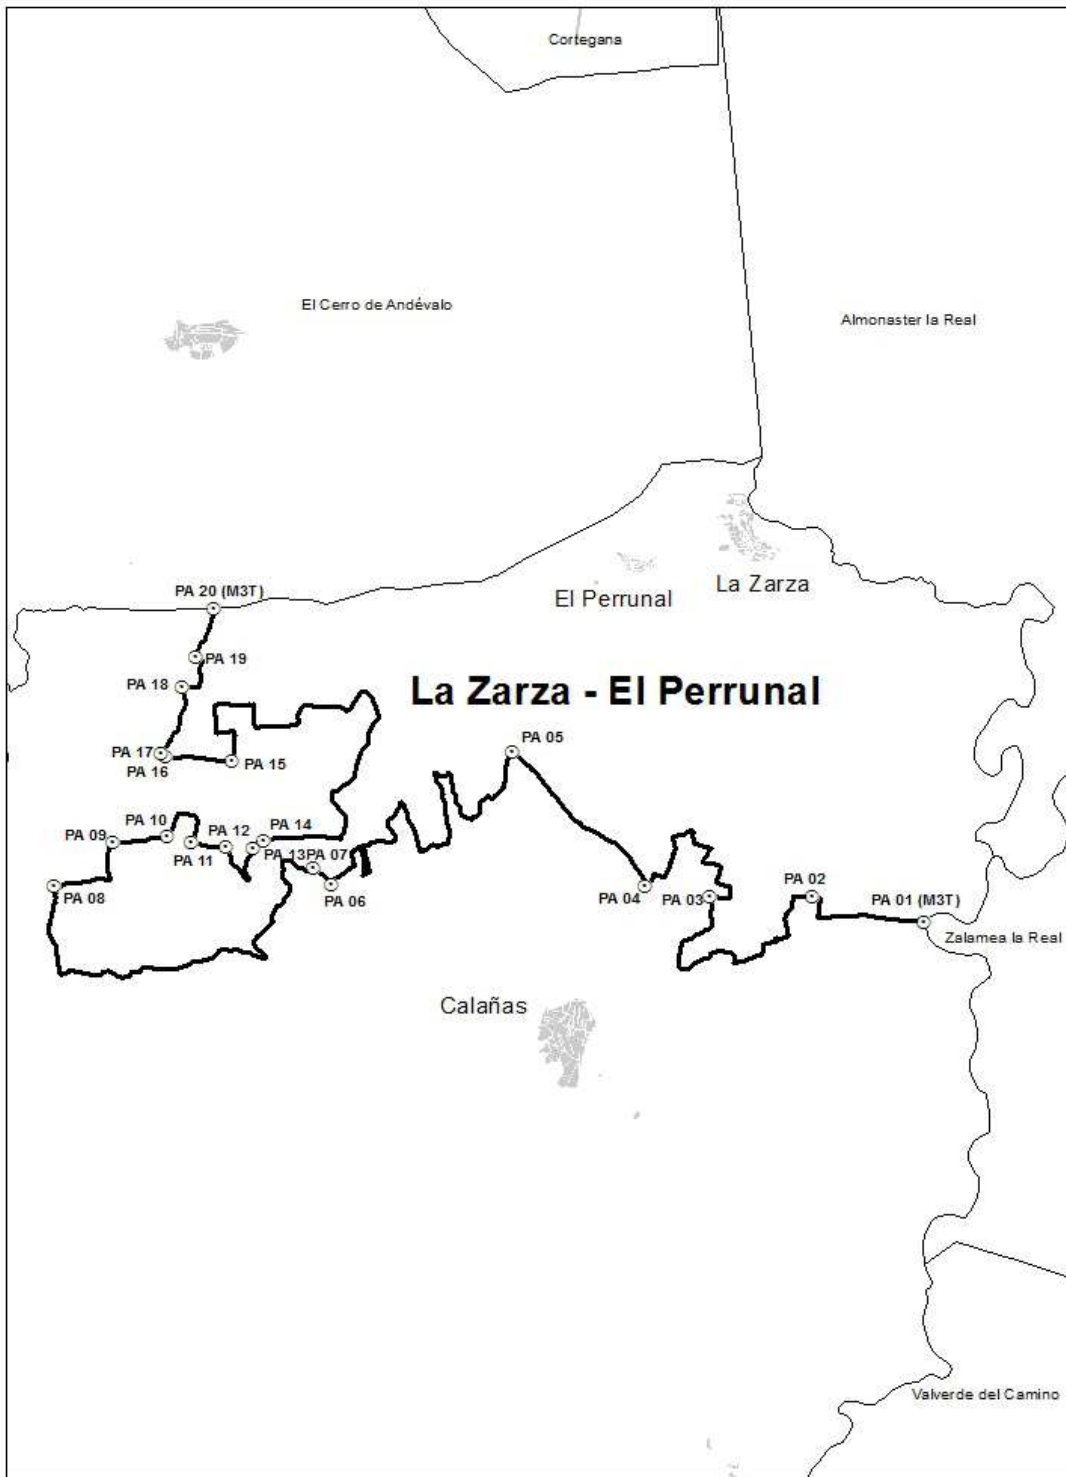 Cortegana
El Cerro de Andévalo
Almonaster la Real
PA 20 (M3T)
El Perrunal
La Zarza
PA 19
PA 18
La Zarza - El Perrunal
PA 17
PA 16
PA 15
PA 05
PA 10
PA 09
PA 11
PA 12
PA 14
PA 13
PA 07
PA 08
PA 06
PA 04
PA 03
PA 02
PA 01 (M3T)
Zalamea la Real
Calañas
Valverde del Camino